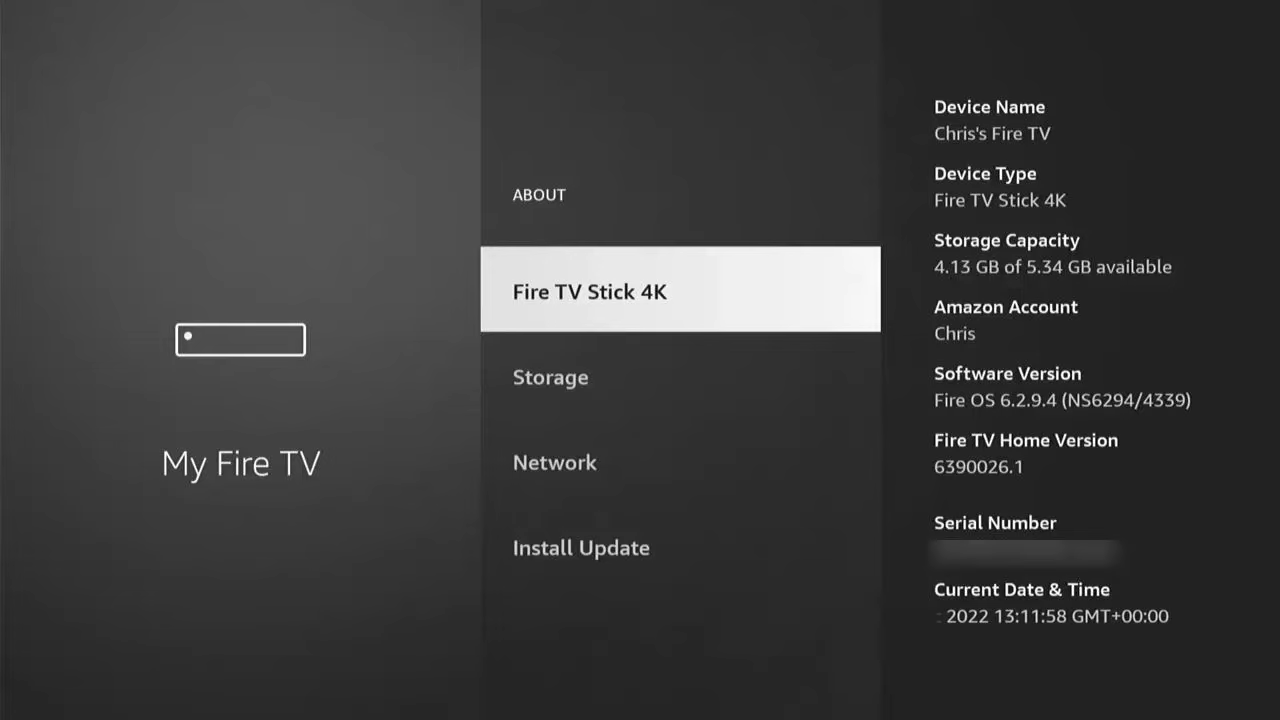 My Fire TV
ABOUT
Fire TV Stick 4K
Storage
Network
Install Update
Device Name
Chris's Fire TV
Device Type
Fire TV Stick 4K
Storage Capacity
4.13 GB of 5.34 GB available
Amazon Account
Chris
Software Version
Fire OS 6.2.9.4 (NS6294/4339)
Fire TV Home Version
6390026.1
Serial Number
Current Date & Time
2022 13:11:58 GMT+00:00